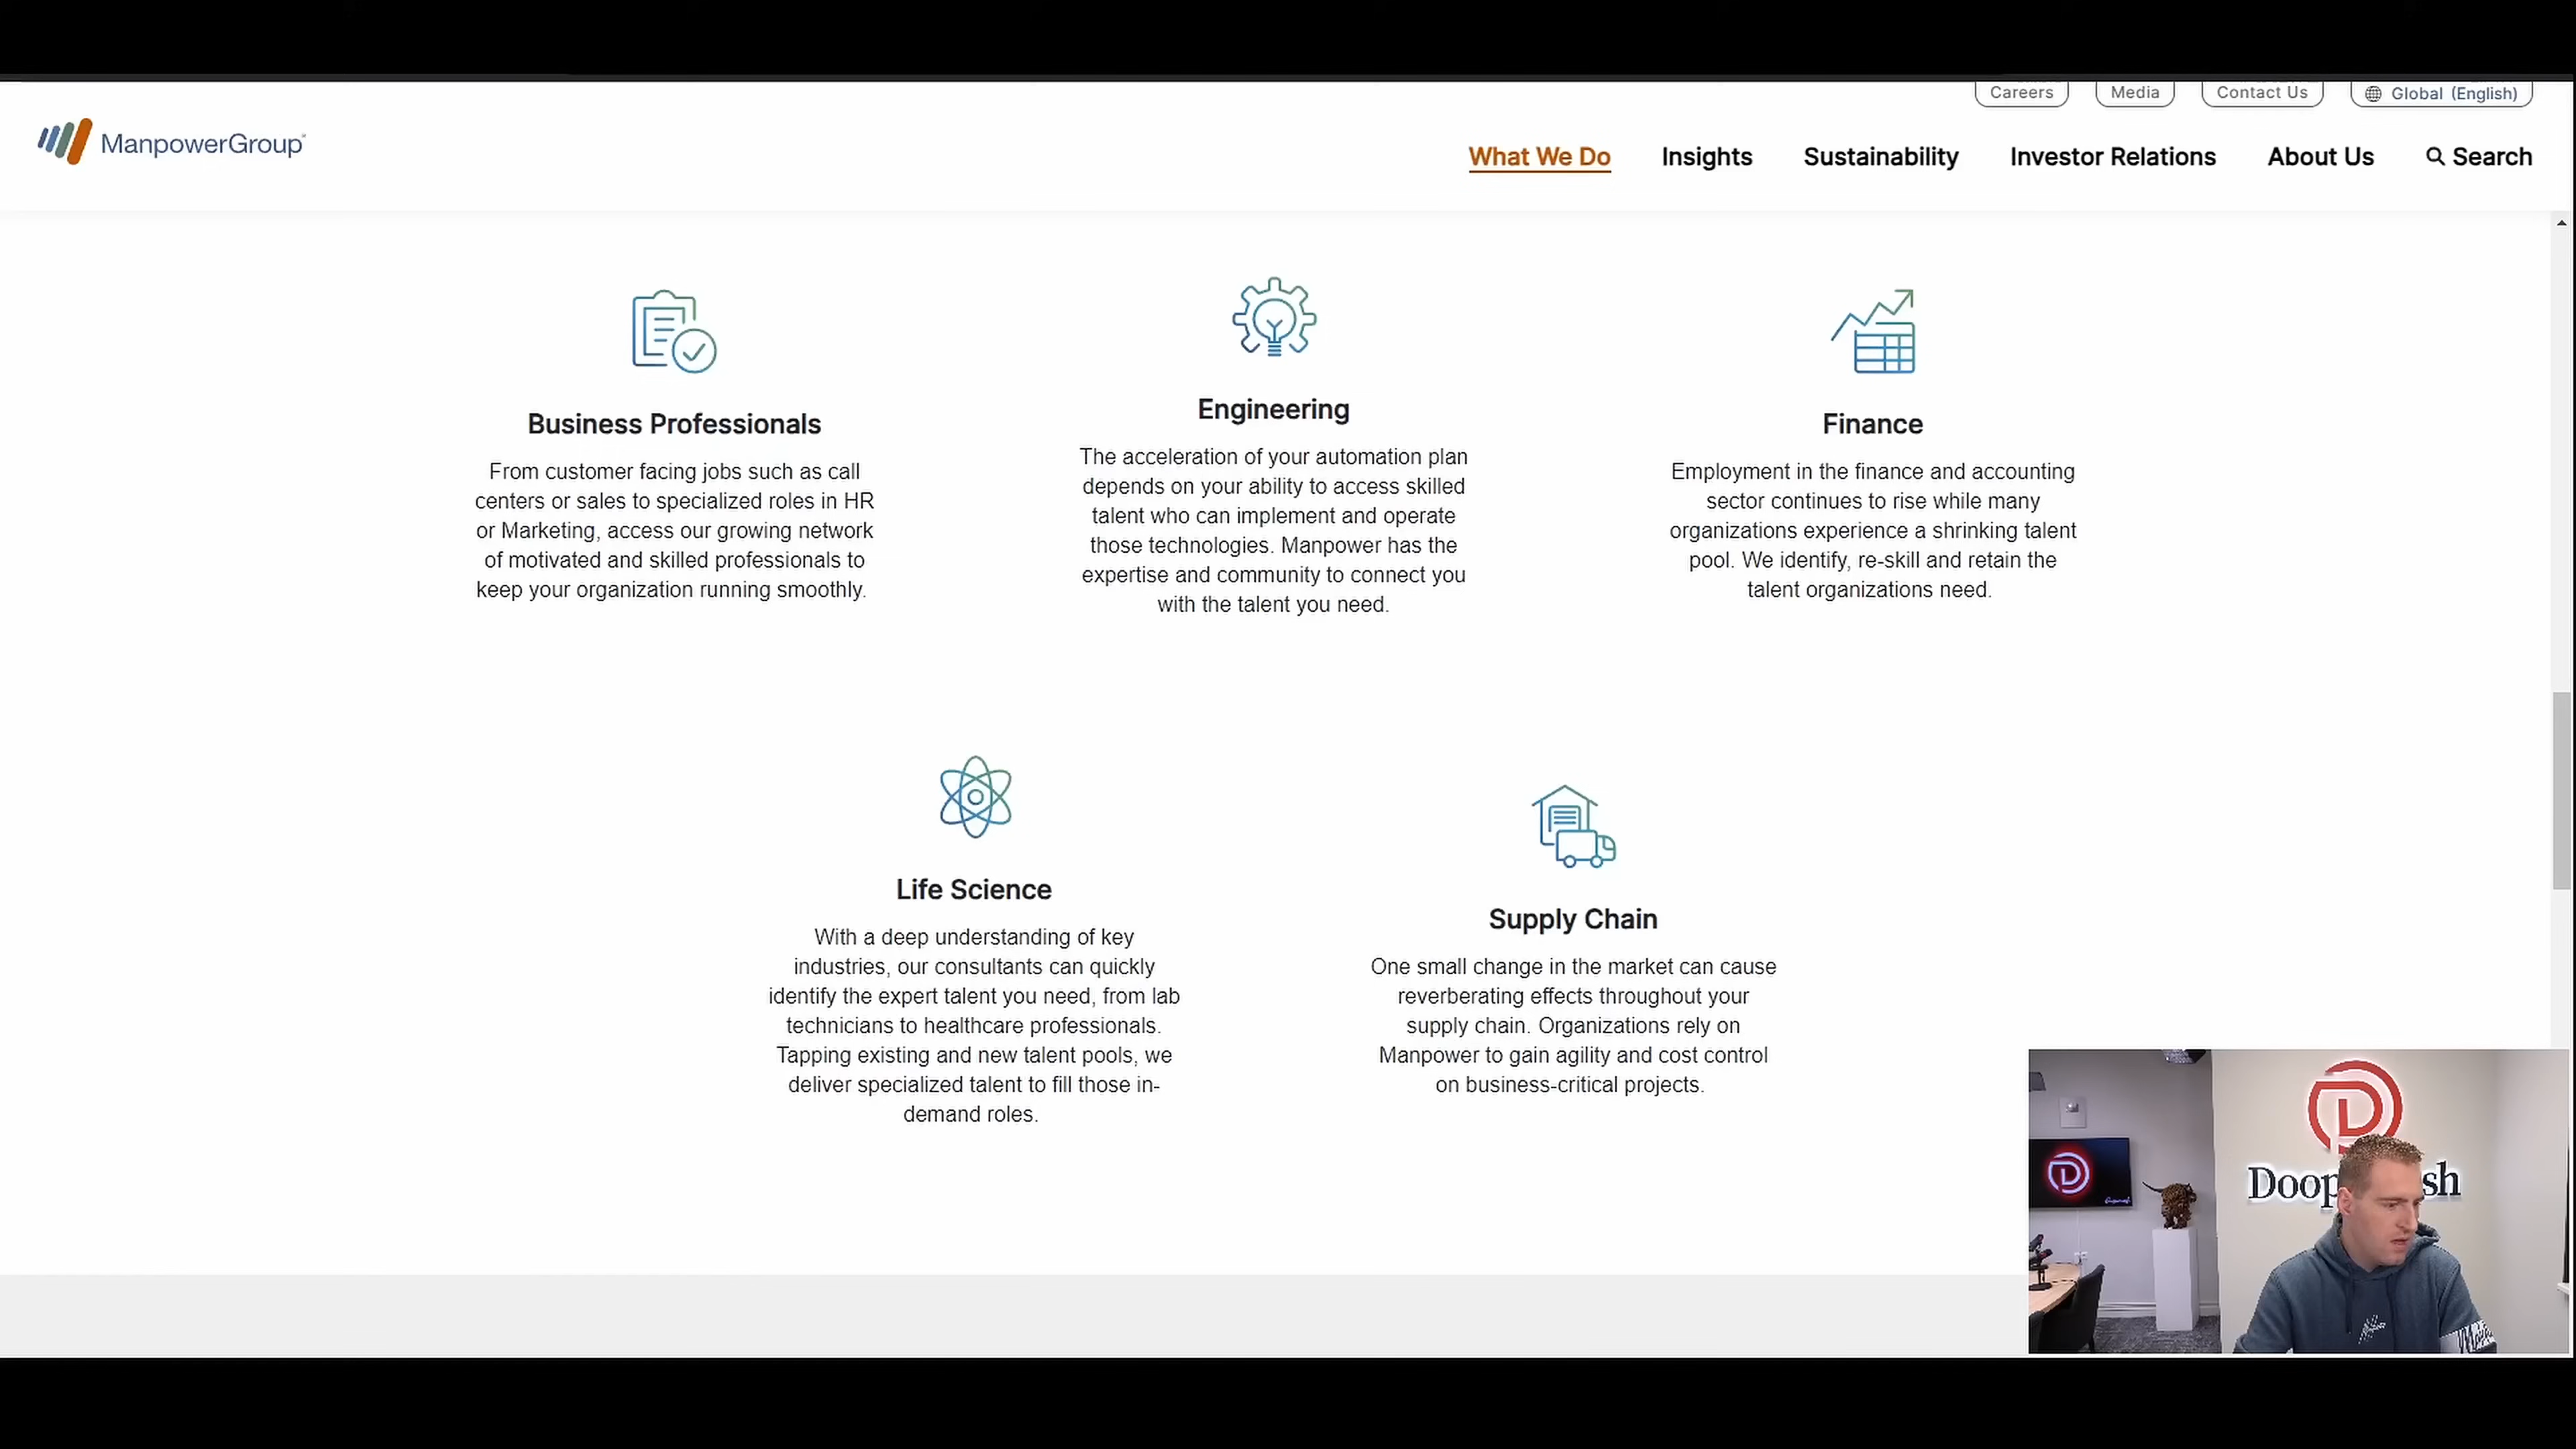 Careers
Media
Contact Us
Global (English)
ManpowerGroup
What We Do
Insights
Sustainability
Investor Relations
About Us
Search
Business Professionals
From customer facing jobs such as call
centers or sales to specialized roles in HR
or Marketing, access our growing network
of motivated and skilled professionals to
keep your organization running smoothly.
Engineering
The acceleration of your automation plan
depends on your ability to access skilled
talent who can implement and operate
those technologies. Manpower has the
expertise and community to connect you
with the talent you need.
Finance
Employment in the finance and accounting
sector continues to rise while many
organizations experience a shrinking talent
pool. We identify, re-skill and retain the
talent organizations need.
Life Science
With a deep understanding of key
industries, our consultants can quickly
identify the expert talent you need, from lab
technicians to healthcare professionals.
Tapping existing and new talent pools, we
deliver specialized talent to fill those in-
demand roles.
Supply Chain
One small change in the market can cause
reverberating effects throughout your
supply chain. Organizations rely on
Manpower to gain agility and cost control
on business-critical projects.